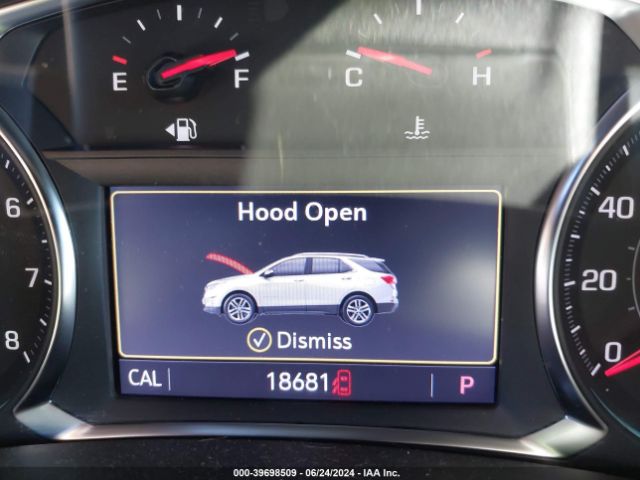 E F
C H
6
7
8
Hood Open
Dismiss
CAL 18681 P
40
20
0
000-39698509 - 06/24/2024 - IAA Inc.